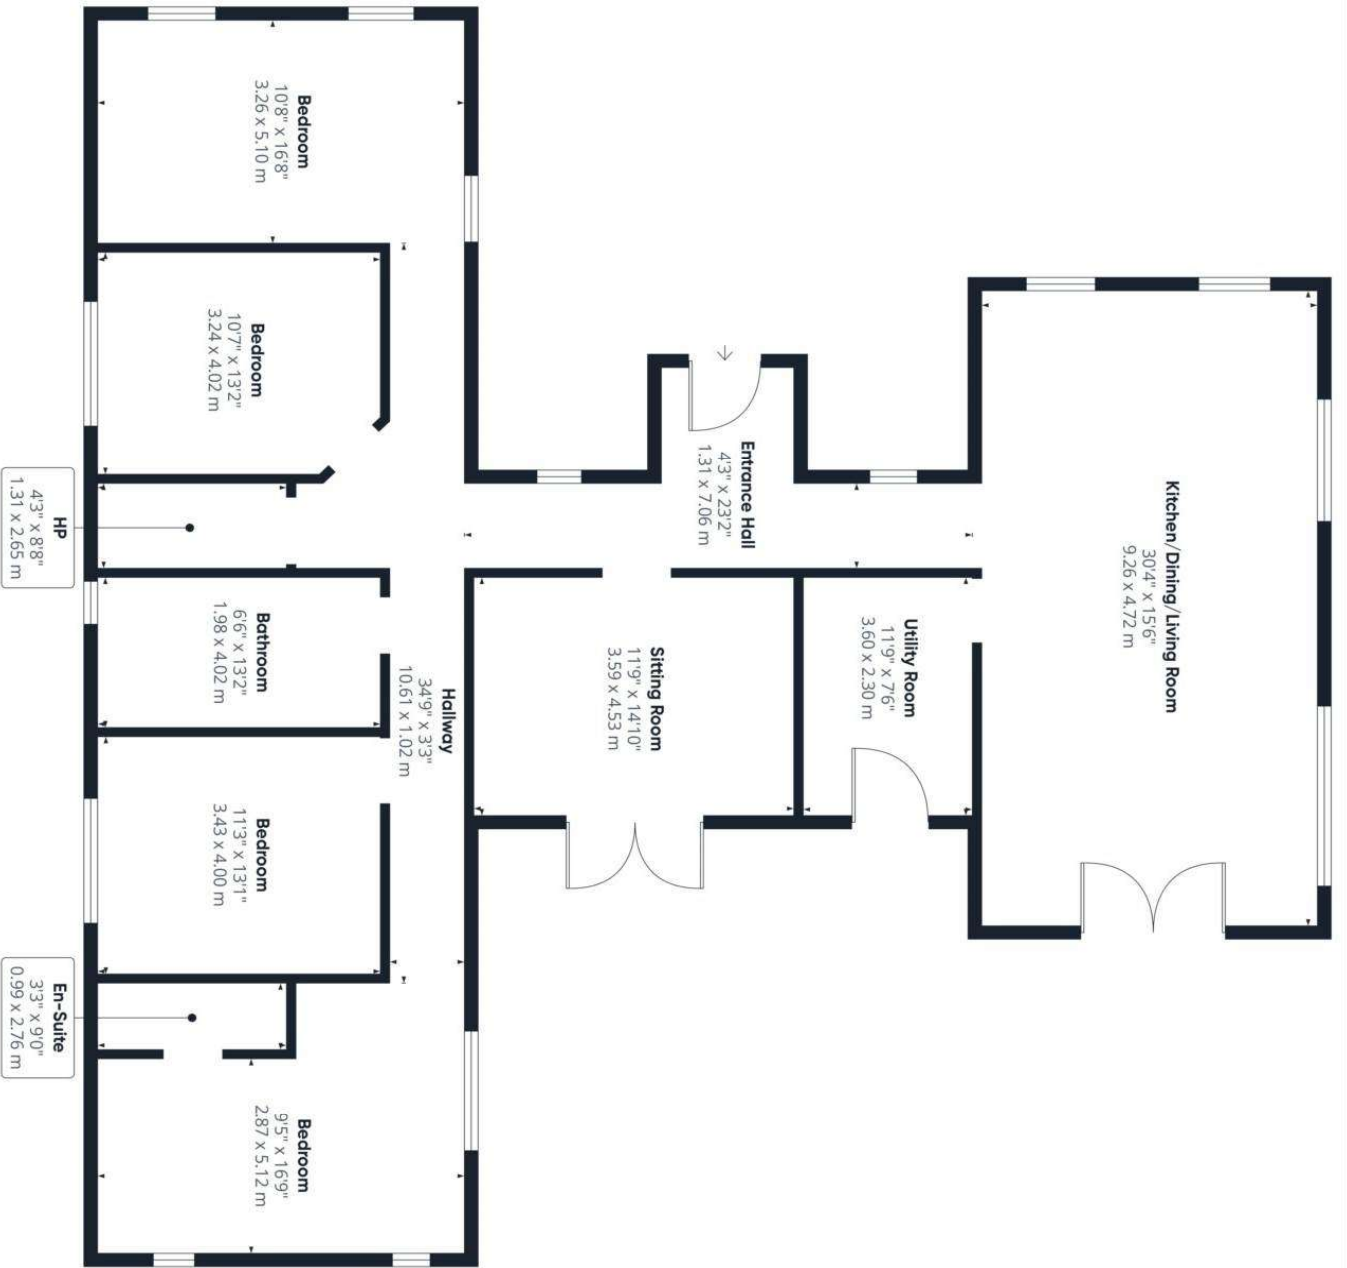 Kitchen/Dining/Living Room
30'4" x 15'6"
9.26 x 4.72 m
Utility Room
11'9" x 7'6"
3.60 x 2.30 m
Entrance Hall
4'3" x 23'2"
1.31 x 7.06 m
Sitting Room
11'9" x 14'10"
3.59 x 4.53 m
Hallway
34'9" x 3'3"
10.61 x 1.02 m
Bedroom
10'8" x 16'8"
3.26 x 5.10 m
Bedroom
10'7" x 13'2"
3.24 x 4.02 m
Bathroom
6'6" x 13'2"
1.98 x 4.02 m
Bedroom
11'3" x 13'1"
3.43 x 4.00 m
Bedroom
9'5" x 16'9"
2.87 x 5.12 m
HP
4'3" x 8'8"
1.31 x 2.65 m
En-Suite
3'3" x 9'0"
0.99 x 2.76 m